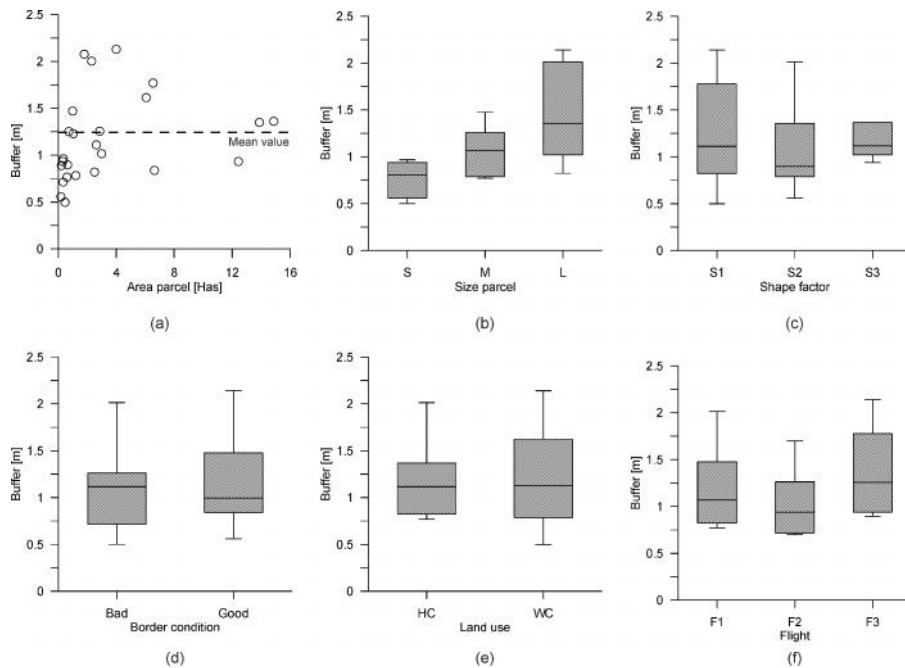 2.5
2
1.5
1
0.5
0
Buffer [m]
Mean value
0 4 8 12 16
Area parcel [Has]
(a)
2.5
2
1.5
1
0.5
0
Buffer [m]
S M L
Size parcel
(b)
2.5
2
1.5
1
0.5
0
Buffer [m]
S1 S2 S3
Shape factor
(c)
2.5
2
1.5
1
0.5
0
Buffer [m]
Bad Good
Border condition
(d)
2.5
2
1.5
1
0.5
0
Buffer [m]
HC WC
Land use
(e)
2.5
2
1.5
1
0.5
0
Buffer [m]
F1 F2 F3
Flight
(f)